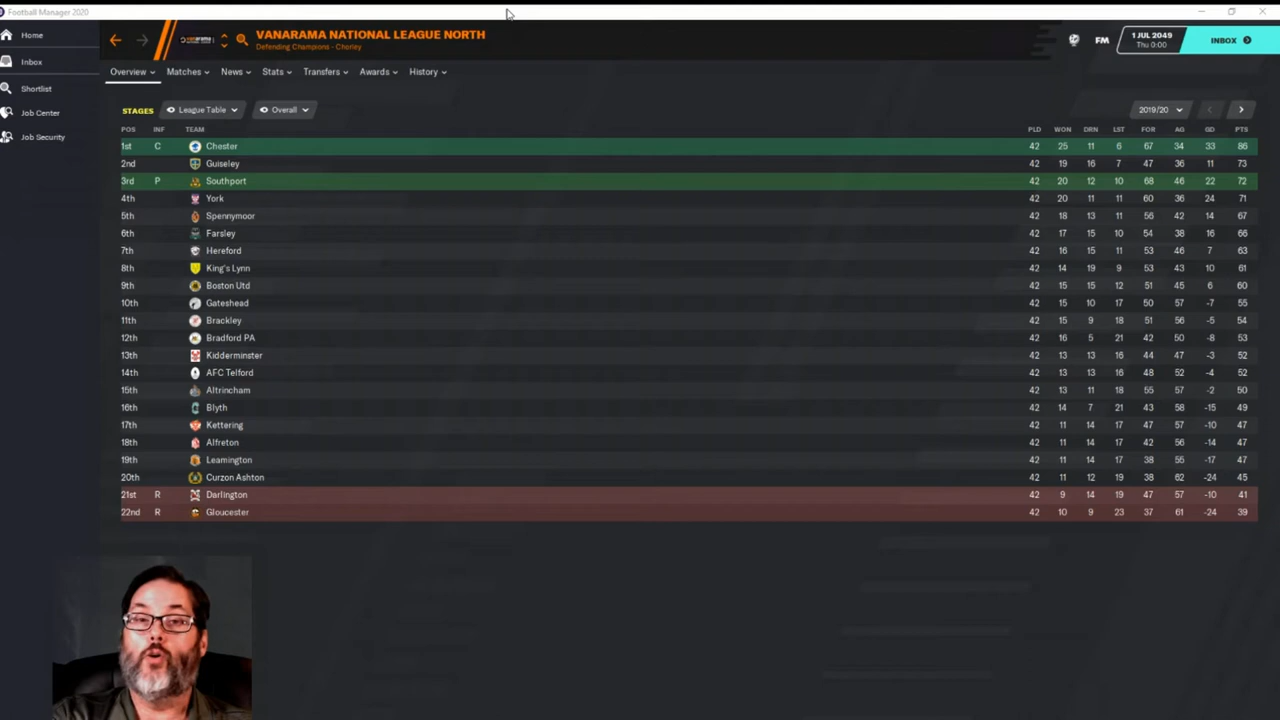 Football Manager 2020
Home
Inbox
Shortlist
Job Center
Job Security
VANARAMA NATIONAL LEAGUE NORTH
Defending Champions - Chorley
FM
1 JUL 2049
Thu 0:00
INBOX
Overview Matches News Stats Transfers Awards History
STAGES League Table Overall 2019/20
POS INF TEAM PLD WON DRN LST FOR AG GD PTS
1st C Chester 42 25 11 6 67 34 33 86
2nd Guiseley 42 19 16 7 47 36 11 73
3rd P Southport 42 20 12 10 68 46 22 72
4th York 42 20 11 11 60 36 24 71
5th Spennymoor 42 18 13 11 56 42 14 67
6th Farsley 42 17 15 10 54 38 16 66
7th Hereford 42 16 15 11 53 46 7 63
8th King's Lynn 42 14 19 9 53 43 10 61
9th Boston Utd 42 15 15 12 51 45 6 60
10th Gateshead 42 15 10 17 50 57 -7 55
11th Brackley 42 15 9 18 51 56 -5 54
12th Bradford PA 42 16 5 21 42 50 -8 53
13th Kidderminster 42 13 13 16 44 47 -3 52
14th AFC Telford 42 13 13 16 48 52 -4 52
15th Altrincham 42 13 11 18 55 57 -2 50
16th Blyth 42 14 7 21 43 58 -15 49
17th Kettering 42 11 14 17 47 57 -10 47
18th Alfreton 42 11 14 17 42 56 -14 47
19th Leamington 42 11 14 17 38 55 -17 47
20th Curzon Ashton 42 11 12 19 38 62 -24 45
21st R Darlington 42 9 14 19 47 57 -10 41
22nd R Gloucester 42 10 9 23 37 61 -24 39